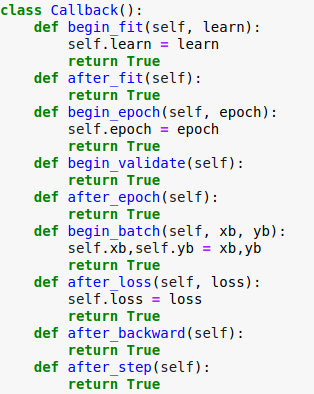 class Callback():
    def begin_fit(self, learn):
        self.learn = learn
        return True
    def after_fit(self):
        return True
    def begin_epoch(self, epoch):
        self.epoch = epoch
        return True
    def begin_validate(self):
        return True
    def after_epoch(self):
        return True
    def begin_batch(self, xb, yb):
        self.xb,self.yb = xb,yb
        return True
    def after_loss(self, loss):
        self.loss = loss
        return True
    def after_backward(self):
        return True
    def after_step(self):
        return True